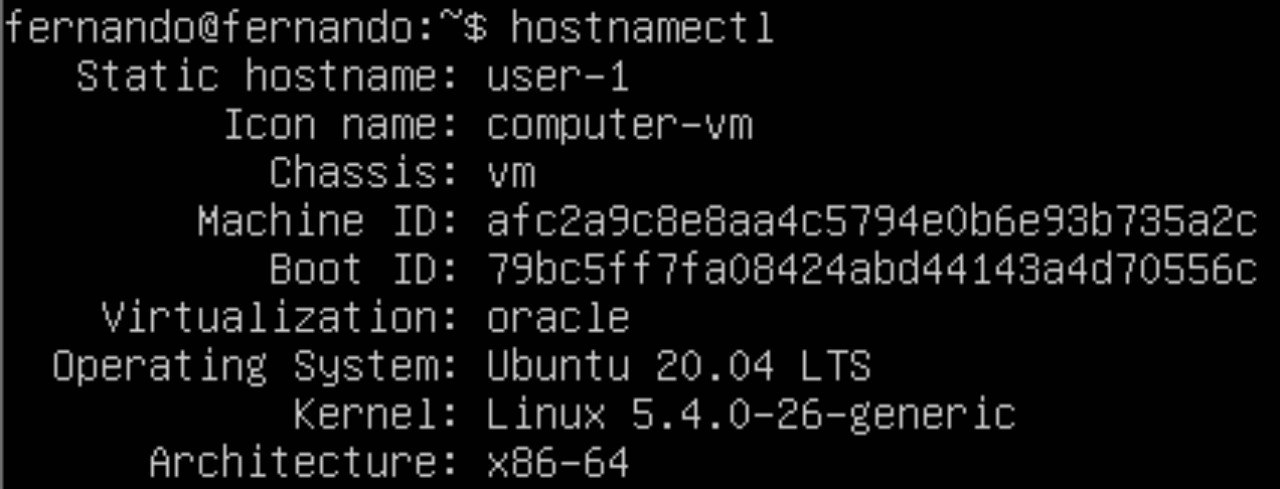 fernando@fernando:~$ hostnamectl
Static hostname: user-1
Icon name: computer-vm
Chassis: vm
Machine ID: afc2a9c8e8aa4c5794e0b6e93b735a2c
Boot ID: 79bc5ff7fa08424abd44143a4d70556c
Virtualization: oracle
Operating System: Ubuntu 20.04 LTS
Kernel: Linux 5.4.0-26-generic
Architecture: x86-64